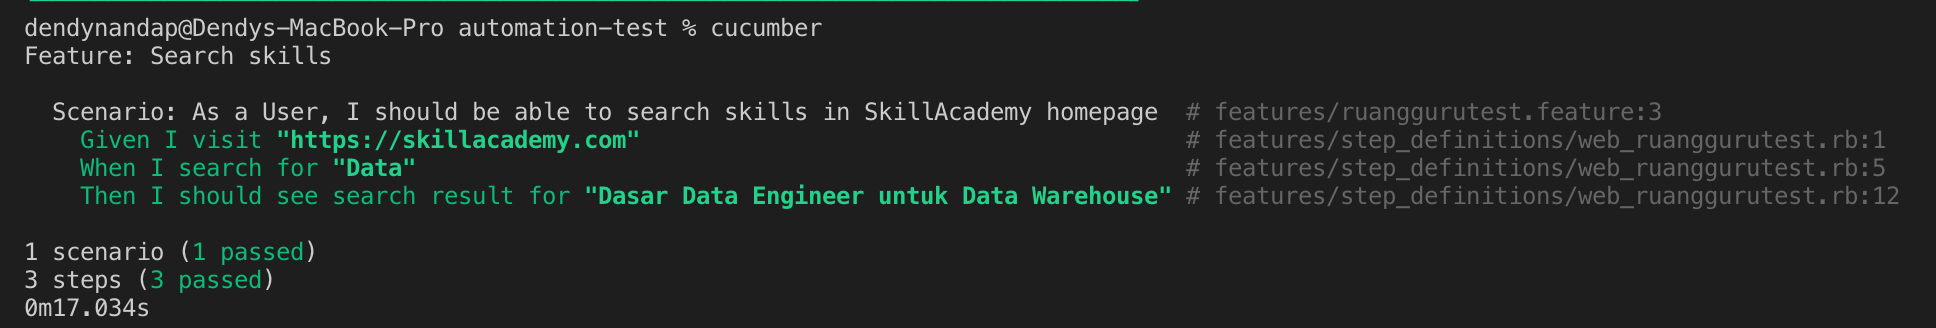 dendynandap@Dendys-MacBook-Pro automation-test % cucumber
Feature: Search skills
  Scenario: As a User, I should be able to search skills in SkillAcademy homepage  # features/ruanggurutest.feature:3
    Given I visit "https://skillacademy.com"                                       # features/step_definitions/web_ruanggurutest.rb:1
    When I search for "Data"                                                       # features/step_definitions/web_ruanggurutest.rb:5
    Then I should see search result for "Dasar Data Engineer untuk Data Warehouse" # features/step_definitions/web_ruanggurutest.rb:12
1 scenario (1 passed)
3 steps (3 passed)
0m17.034s